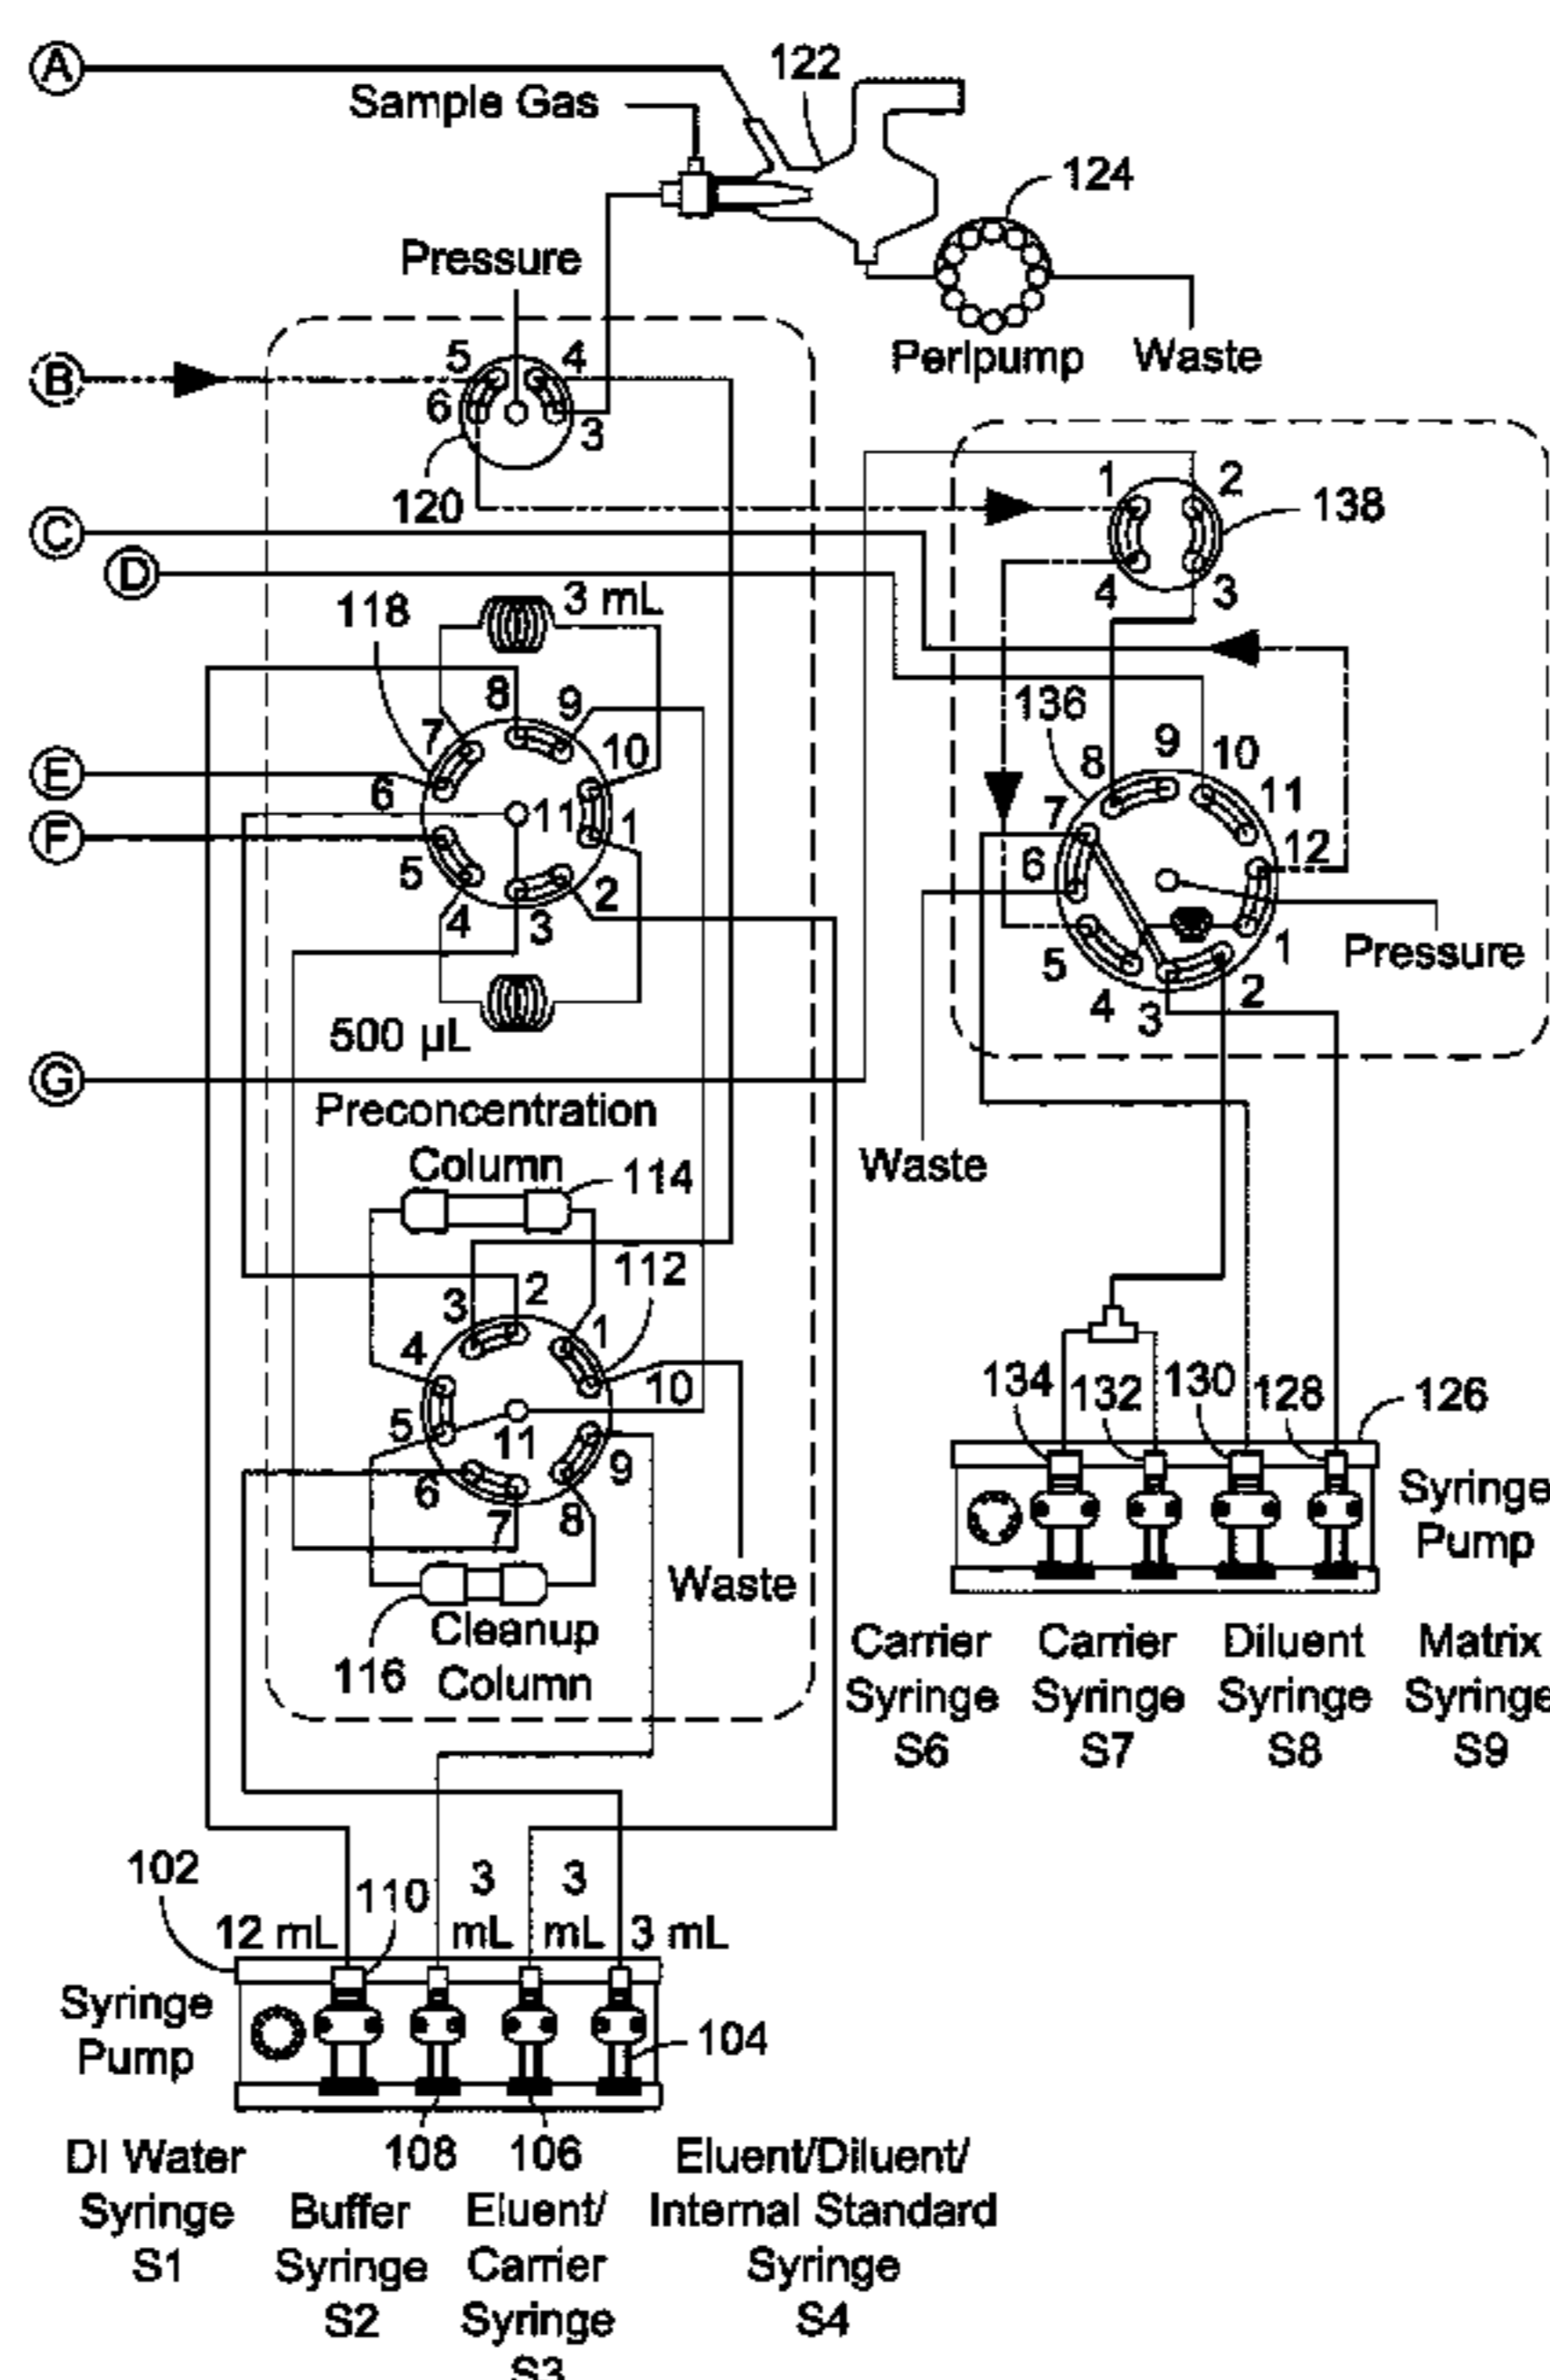 A
122
Sample Gas
124
Pressure
Peripump
Waste
B
5
4
6
3
120
1
2
138
C
D
4
3
118
3 mL
8
9
7
10
136
8
9
10
E
6
11
1
7
11
F
6
12
5
2
4
3
5
1
Pressure
4
3
2
500 µL
G
Preconcentration
Column
114
Waste
112
3
2
1
4
10
134
132
130
128
126
5
11
6
9
7
8
Syringe
Pump
Waste
Cleanup
Column
116
Carrier
Syringe
S6
Carrier
Syringe
S7
Diluent
Syringe
S8
Matrix
Syringe
S9
102
110
3
mL
3
mL
12 mL
3 mL
Syringe
Pump
104
108
106
DI Water
Syringe
S1
Buffer
Syringe
S2
Eluent/
Carrier
Syringe
S3
Eluent/Diluent/
Internal Standard
Syringe
S4